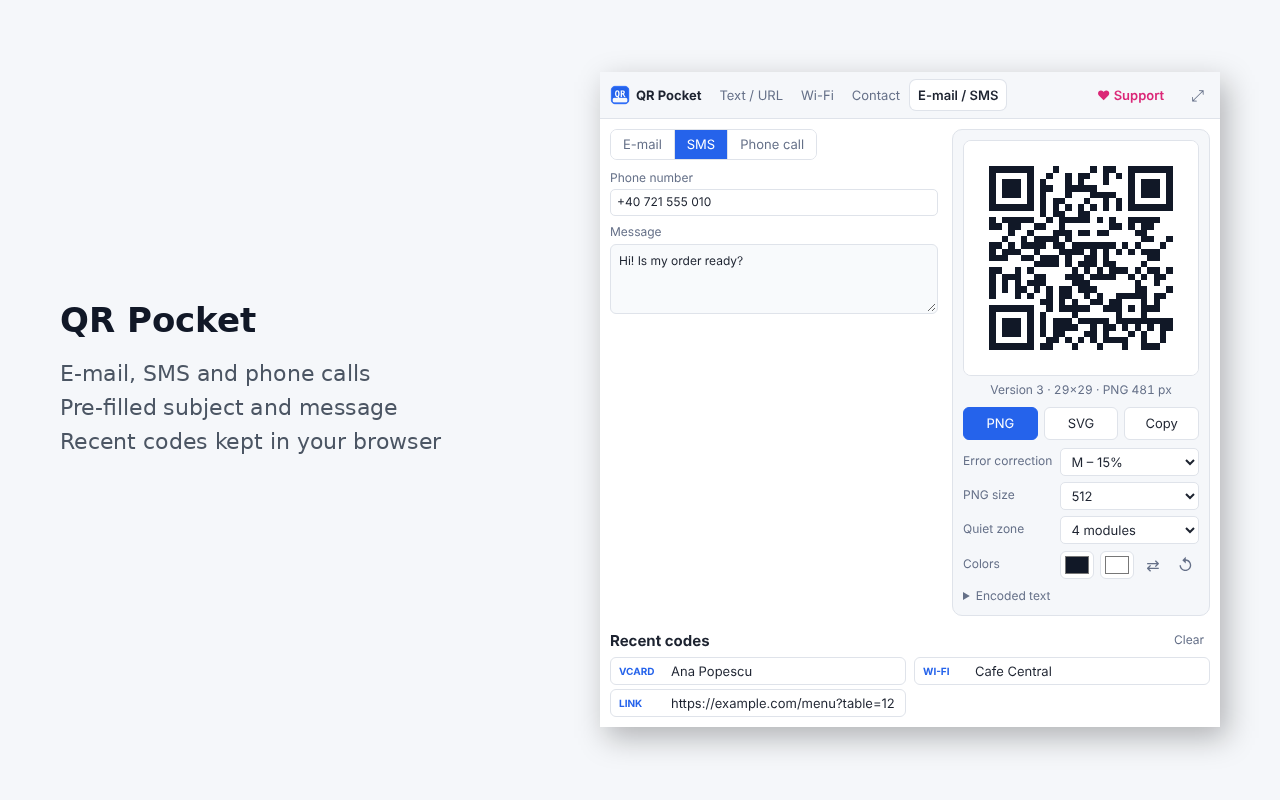 QR Pocket
E-mail, SMS and phone calls
Pre-filled subject and message
Recent codes kept in your browser
QR
QR Pocket
Text / URL
Wi-Fi
Contact
E-mail / SMS
♥ Support
E-mail
SMS
Phone call
Phone number
+40 721 555 010
Message
Hi! Is my order ready?
Version 3 · 29×29 · PNG 481 px
PNG
SVG
Copy
Error correction
M – 15%
PNG size
512
Quiet zone
4 modules
Colors
Encoded text
Recent codes
Clear
VCARD Ana Popescu
WI-FI Cafe Central
LINK https://example.com/menu?table=12